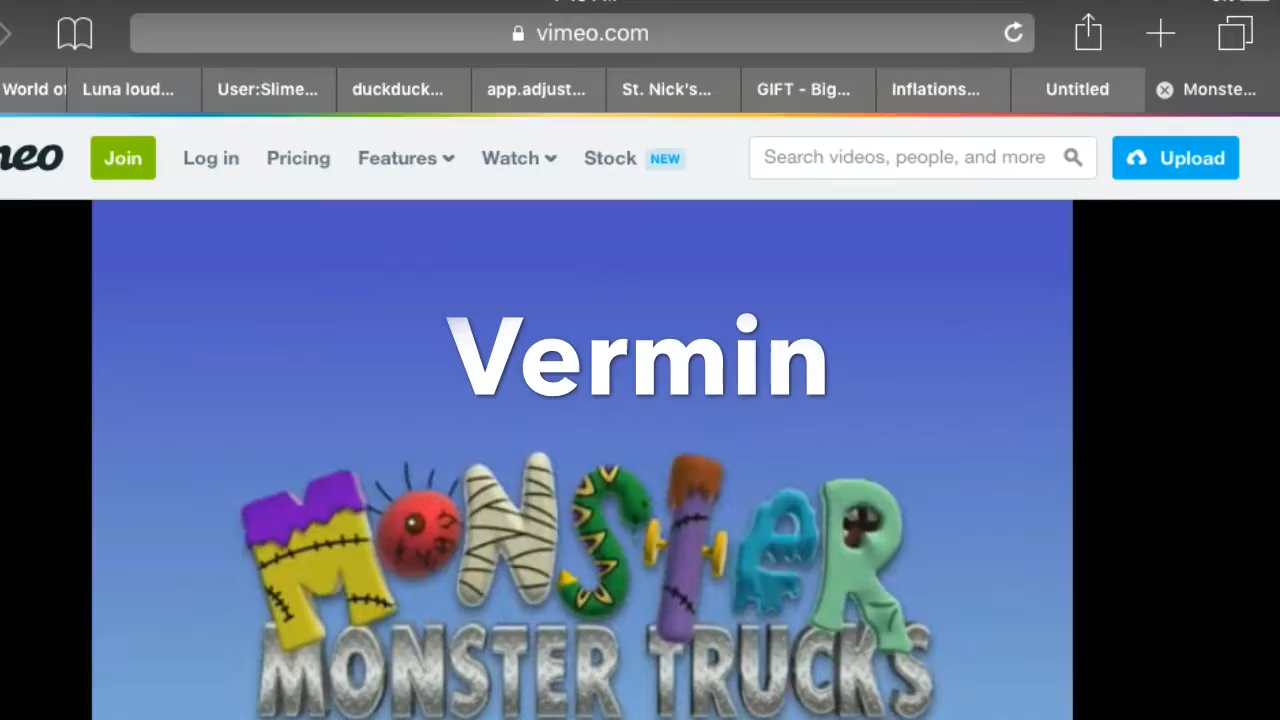 vimeo.com
World of Luna loud... User:Slime... duckduck... app.adjust... St. Nick's... GIFT - Big... Inflations... Untitled Monste...
meo Join Log in Pricing Features Watch Stock NEW Search videos, people, and more Upload
Vermin
MONSTER
MONSTER TRUCKS